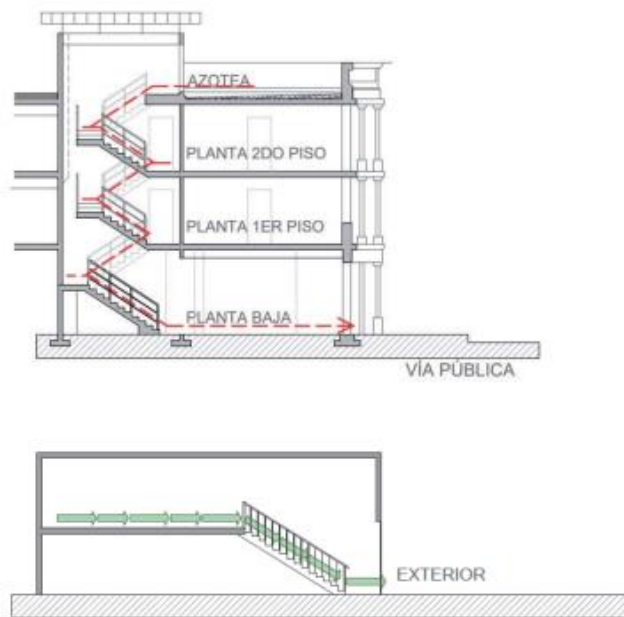 AZOTEA
PLANTA 2DO PISO
PLANTA 1ER PISO
PLANTA BAJA
VÍA PÚBLICA
EXTERIOR